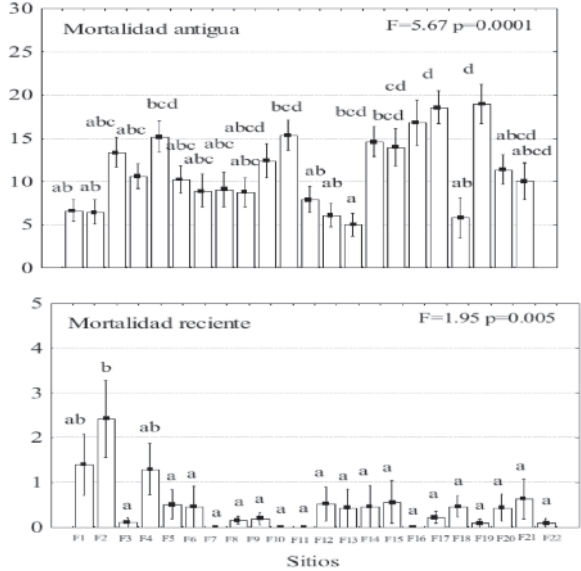 30
Mortalidad antigua F=5.67 p=0.0001
25
20
15
10
5
0
ab ab abc abc bcd abc abc abc abc abcd bcd ab ab a bcd bcd cd d ab d abcd abcd
5
Mortalidad reciente F=1.95 p=0.005
4
3
2
1
0
ab b a ab a a a a a a a a a a a a a a
F1 F2 F3 F4 F5 F6 F7 F8 F9 F10 F11 F12 F13 F14 F15 F16 F17 F18 F19 F20 F21 F22
Sitios